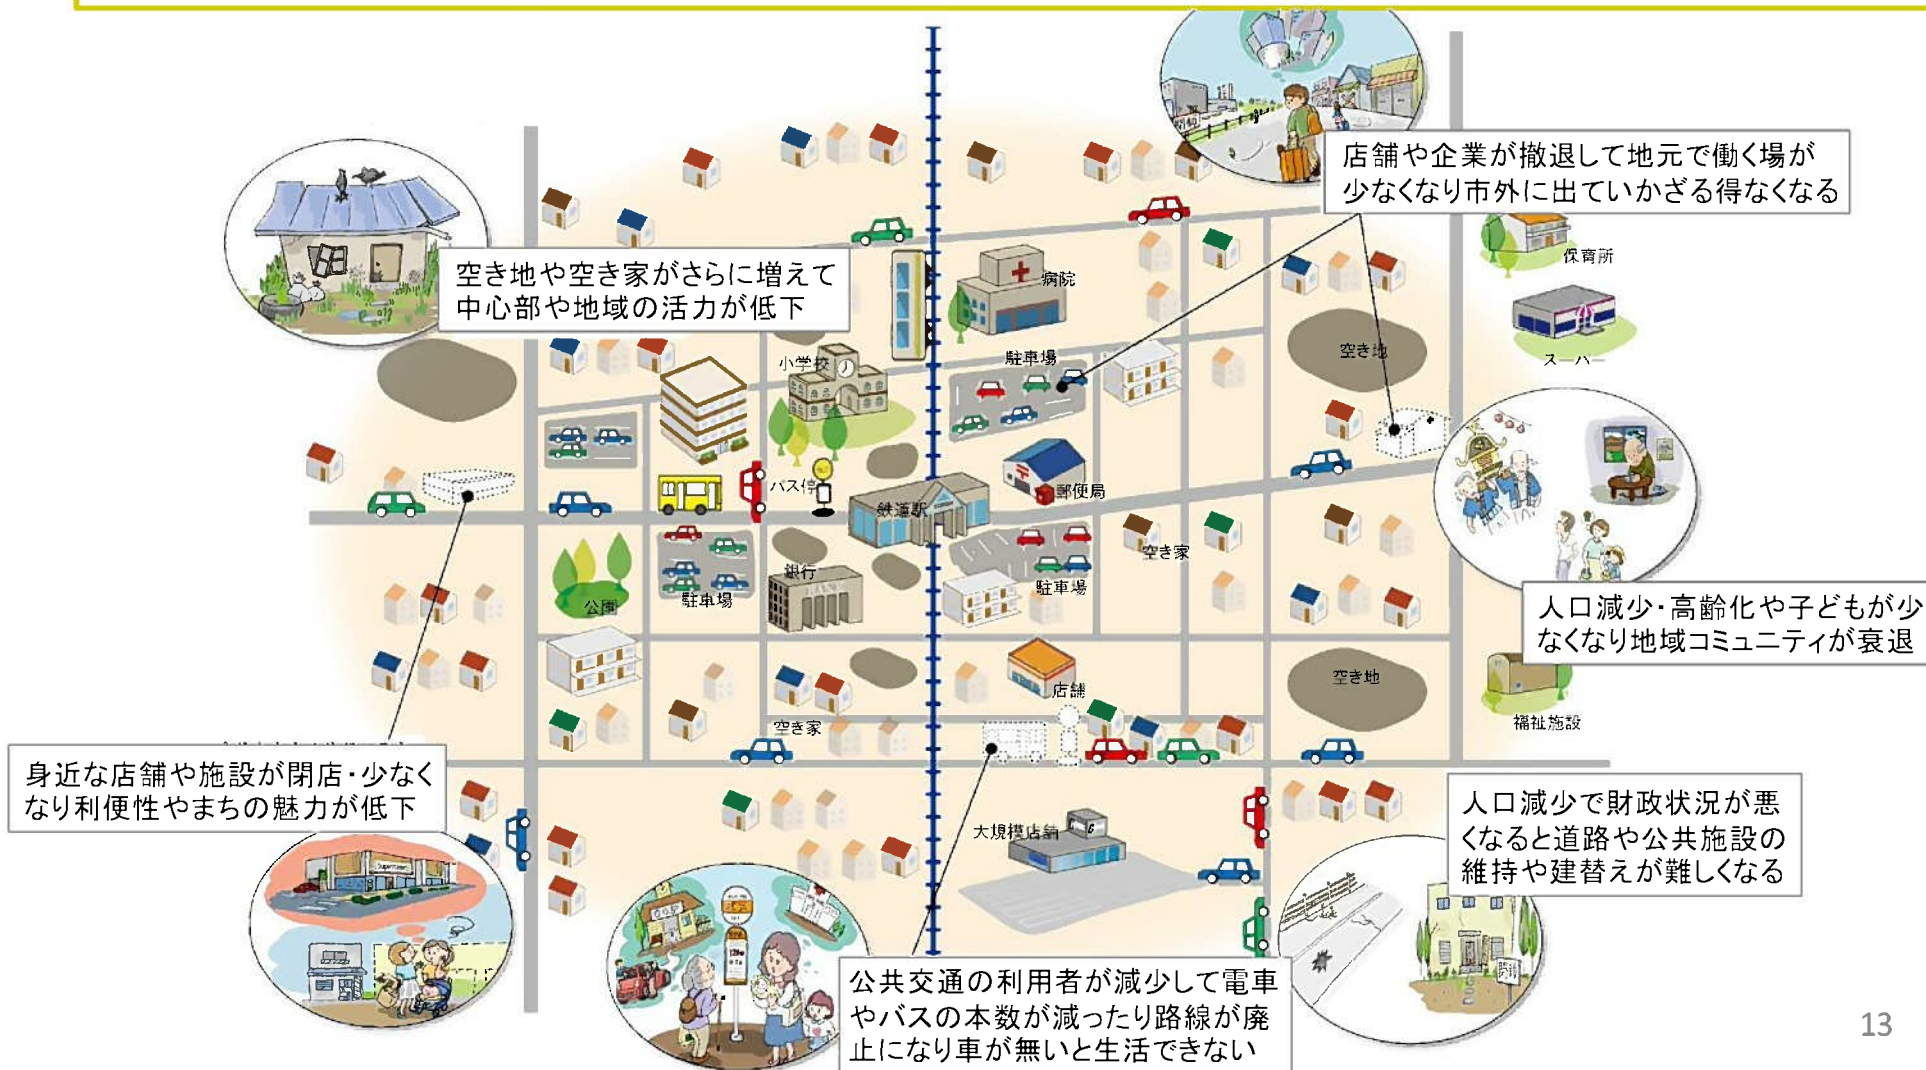 店舗や企業が撤退して地元で働く場が
少なくなり市外に出ていかざる得なくなる
保育所
空き地や空き家がさらに増えて
中心部や地域の活力が低下
病院
スーパー
小学校
駐車場
空き地
バス停
鉄道駅
郵便局
空き家
銀行
公園
駐車場
駐車場
人口減少・高齢化や子どもが少
なくなり地域コミュニティが衰退
店舗
空き地
福祉施設
空き家
身近な店舗や施設が閉店・少なく
なり利便性やまちの魅力が低下
大規模店舗
人口減少で財政状況が悪
くなると道路や公共施設の
維持や建替えが難しくなる
公共交通の利用者が減少して電車
やバスの本数が減ったり路線が廃
止になり車が無いと生活できない
13